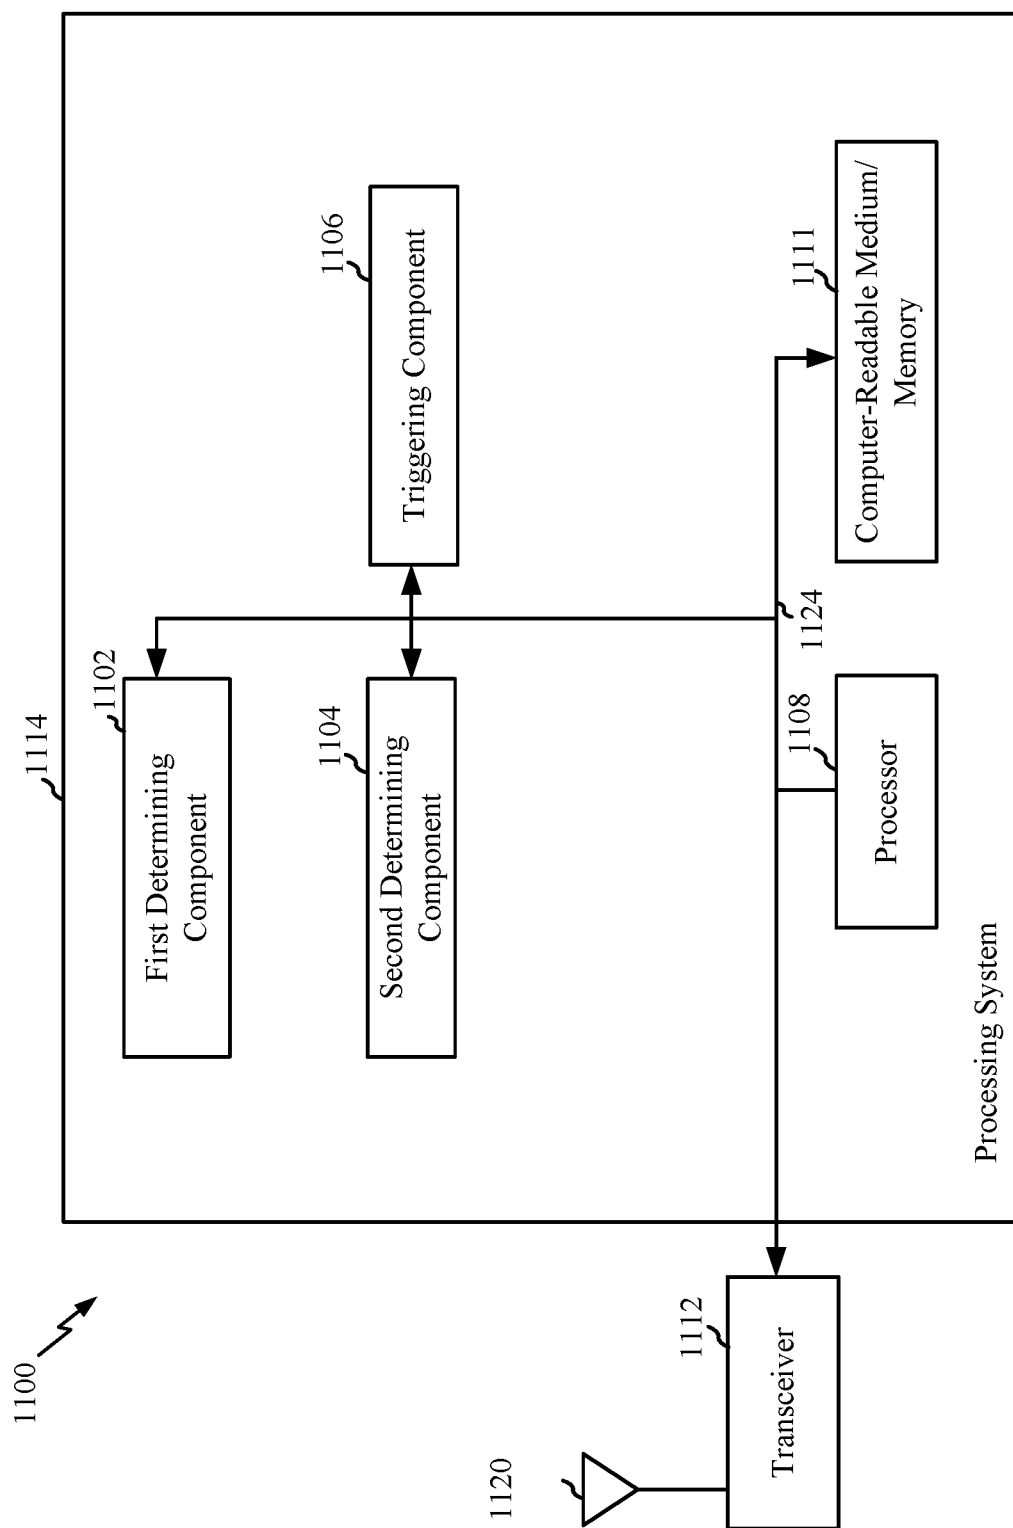 1100
1114
1102
First Determining
Component
1104
Second Determining
Component
1106
Triggering Component
1120
1112
Transceiver
1124
1108
Processor
1111
Computer-Readable Medium/
Memory
Processing System